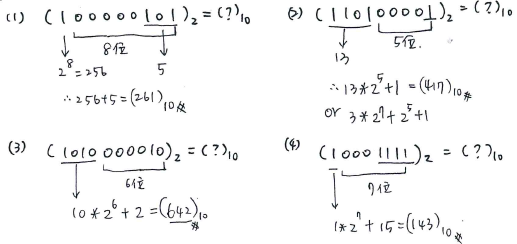 (1) (100000101)₂ = (?)₁₀
8位
2⁸=256 5
∴256+5=(261)₁₀※
(2) (110100001)₂ = (?)₁₀
5位.
13
∴13*2⁵+1 =(417)₁₀※
or 3*2⁷+2⁵+1
(3) (1010000010)₂ = (?)₁₀
6位
10*2⁶+2=(642)₁₀※
(4) (10001111)₂ = (?)₁₀
7位
1*2⁷+15=(143)₁₀※